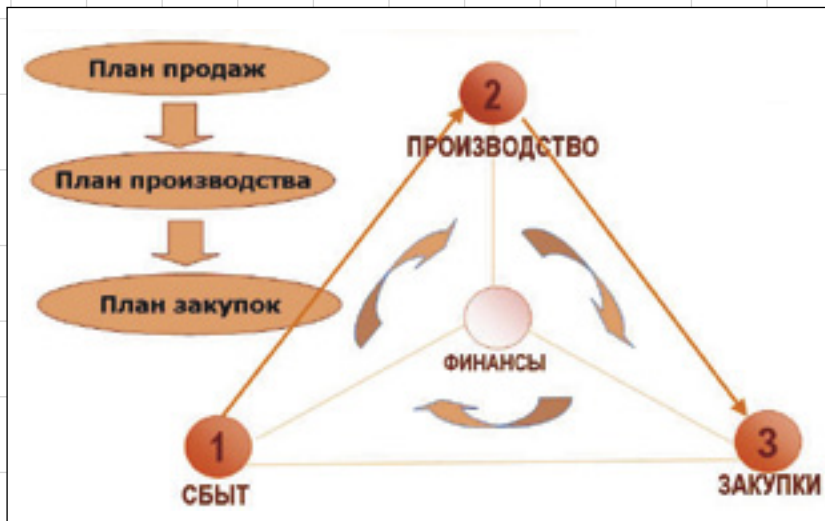 План продаж
План производства
План закупок
2
ПРОИЗВОДСТВО
ФИНАНСЫ
1
СБЫТ
3
ЗАКУПКИ